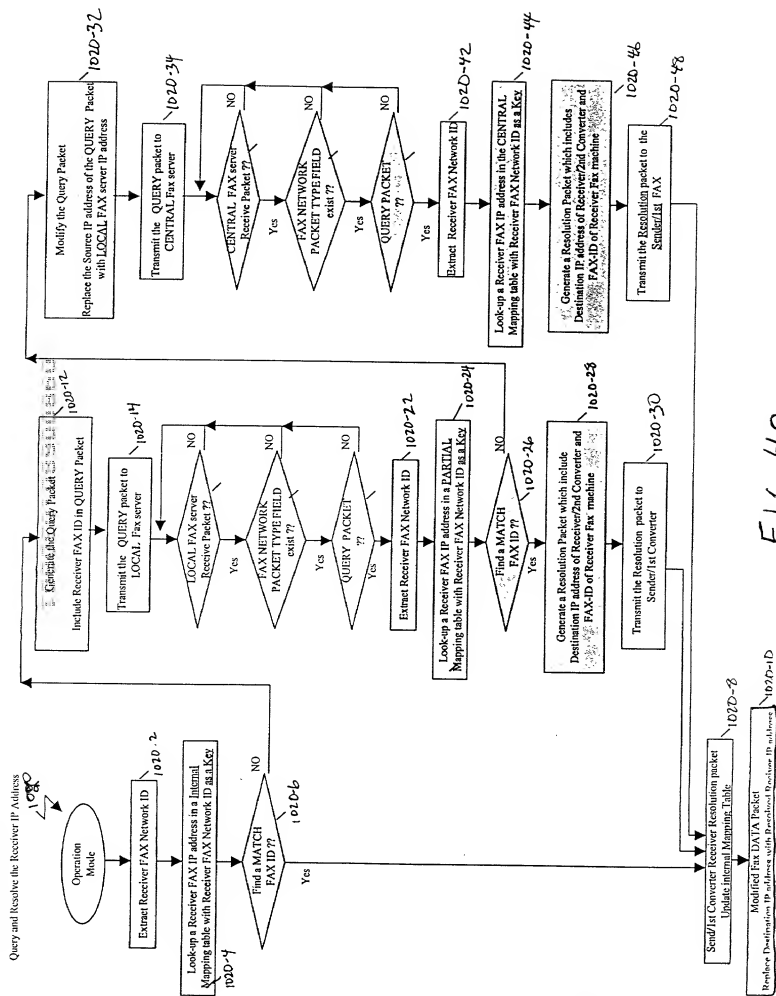 Query and Resolve the Receiver IP Address
1080
Operation
Mode
Extract Receiver FAX Network ID
1020-2
Look-up a Receiver FAX IP address in a Internal
Mapping table with Receiver FAX Network ID as a Key
1020-4
Find a MATCH
FAX ID ??
1020-6
NO
Yes
Send/1st Converter Receiver Resolution packet
Update internal Mapping Table
1020-8
Modified Fax DATA Packet
Replace Destination IP address with Resolved Receiver IP address
1020-10
Generate the Query Packet
Include Receiver FAX ID in QUERY Packet
1020-12
Transmit the QUERY packet to
LOCAL Fax server
1020-14
LOCAL FAX server
Receive Packet ??
NO
Yes
FAX NETWORK
PACKET TYPE FIELD
exist ??
NO
Yes
QUERY PACKET
??
NO
Yes
Extract Receiver FAX Network ID
1020-22
Look-up a Receiver FAX IP address in a PARTIAL
Mapping table with Receiver FAX Network ID as a Key
1020-24
Find a MATCH
FAX ID ??
1020-26
NO
Yes
Generate a Resolution Packet which include
Destination IP address of Receiver/2nd Converter and
FAX-ID of Receiver Fax machine
1020-28
Transmit the Resolution packet to
Sender/1st Converter
1020-30
Modify the Query Packet
Replace the Source IP address of the QUERY Packet
with LOCAL FAX server IP address
1020-32
Transmit the QUERY packet to
CENTRAL Fax server
1020-34
CENTRAL FAX server
Receive Packet ??
NO
Yes
FAX NETWORK
PACKET TYPE FIELD
exist ??
NO
Yes
QUERY PACKET
??
NO
Yes
Extract Receiver FAX Network ID
1020-42
Look-up a Receiver FAX IP address in the CENTRAL
Mapping table with Receiver FAX Network ID as a Key
1020-44
Generate a Resolution Packet which includes
Destination IP address of Receiver/2nd Converter and
FAX-ID of Receiver Fax machine
1020-46
Transmit the Resolution packet to the
Sender/1st FAX
1020-48